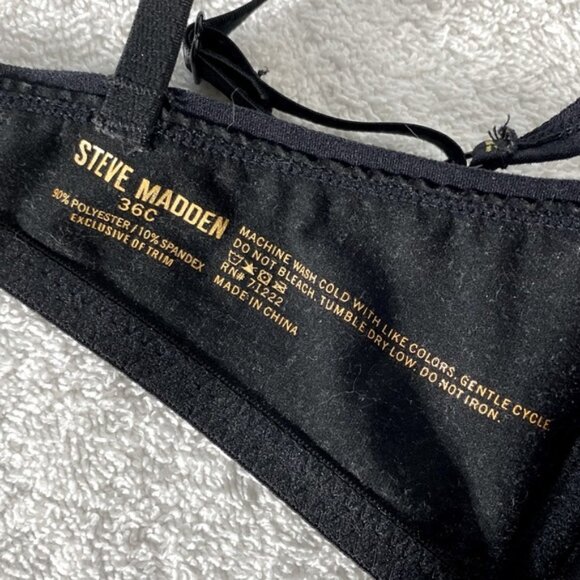 STEVE MADDEN
36C
90% POLYESTER / 10% SPANDEX
EXCLUSIVE OF TRIM
MACHINE WASH COLD WITH LIKE COLORS, GENTLE CYCLE
DO NOT BLEACH. TUMBLE DRY LOW. DO NOT IRON.
RN# 71222
MADE IN CHINA